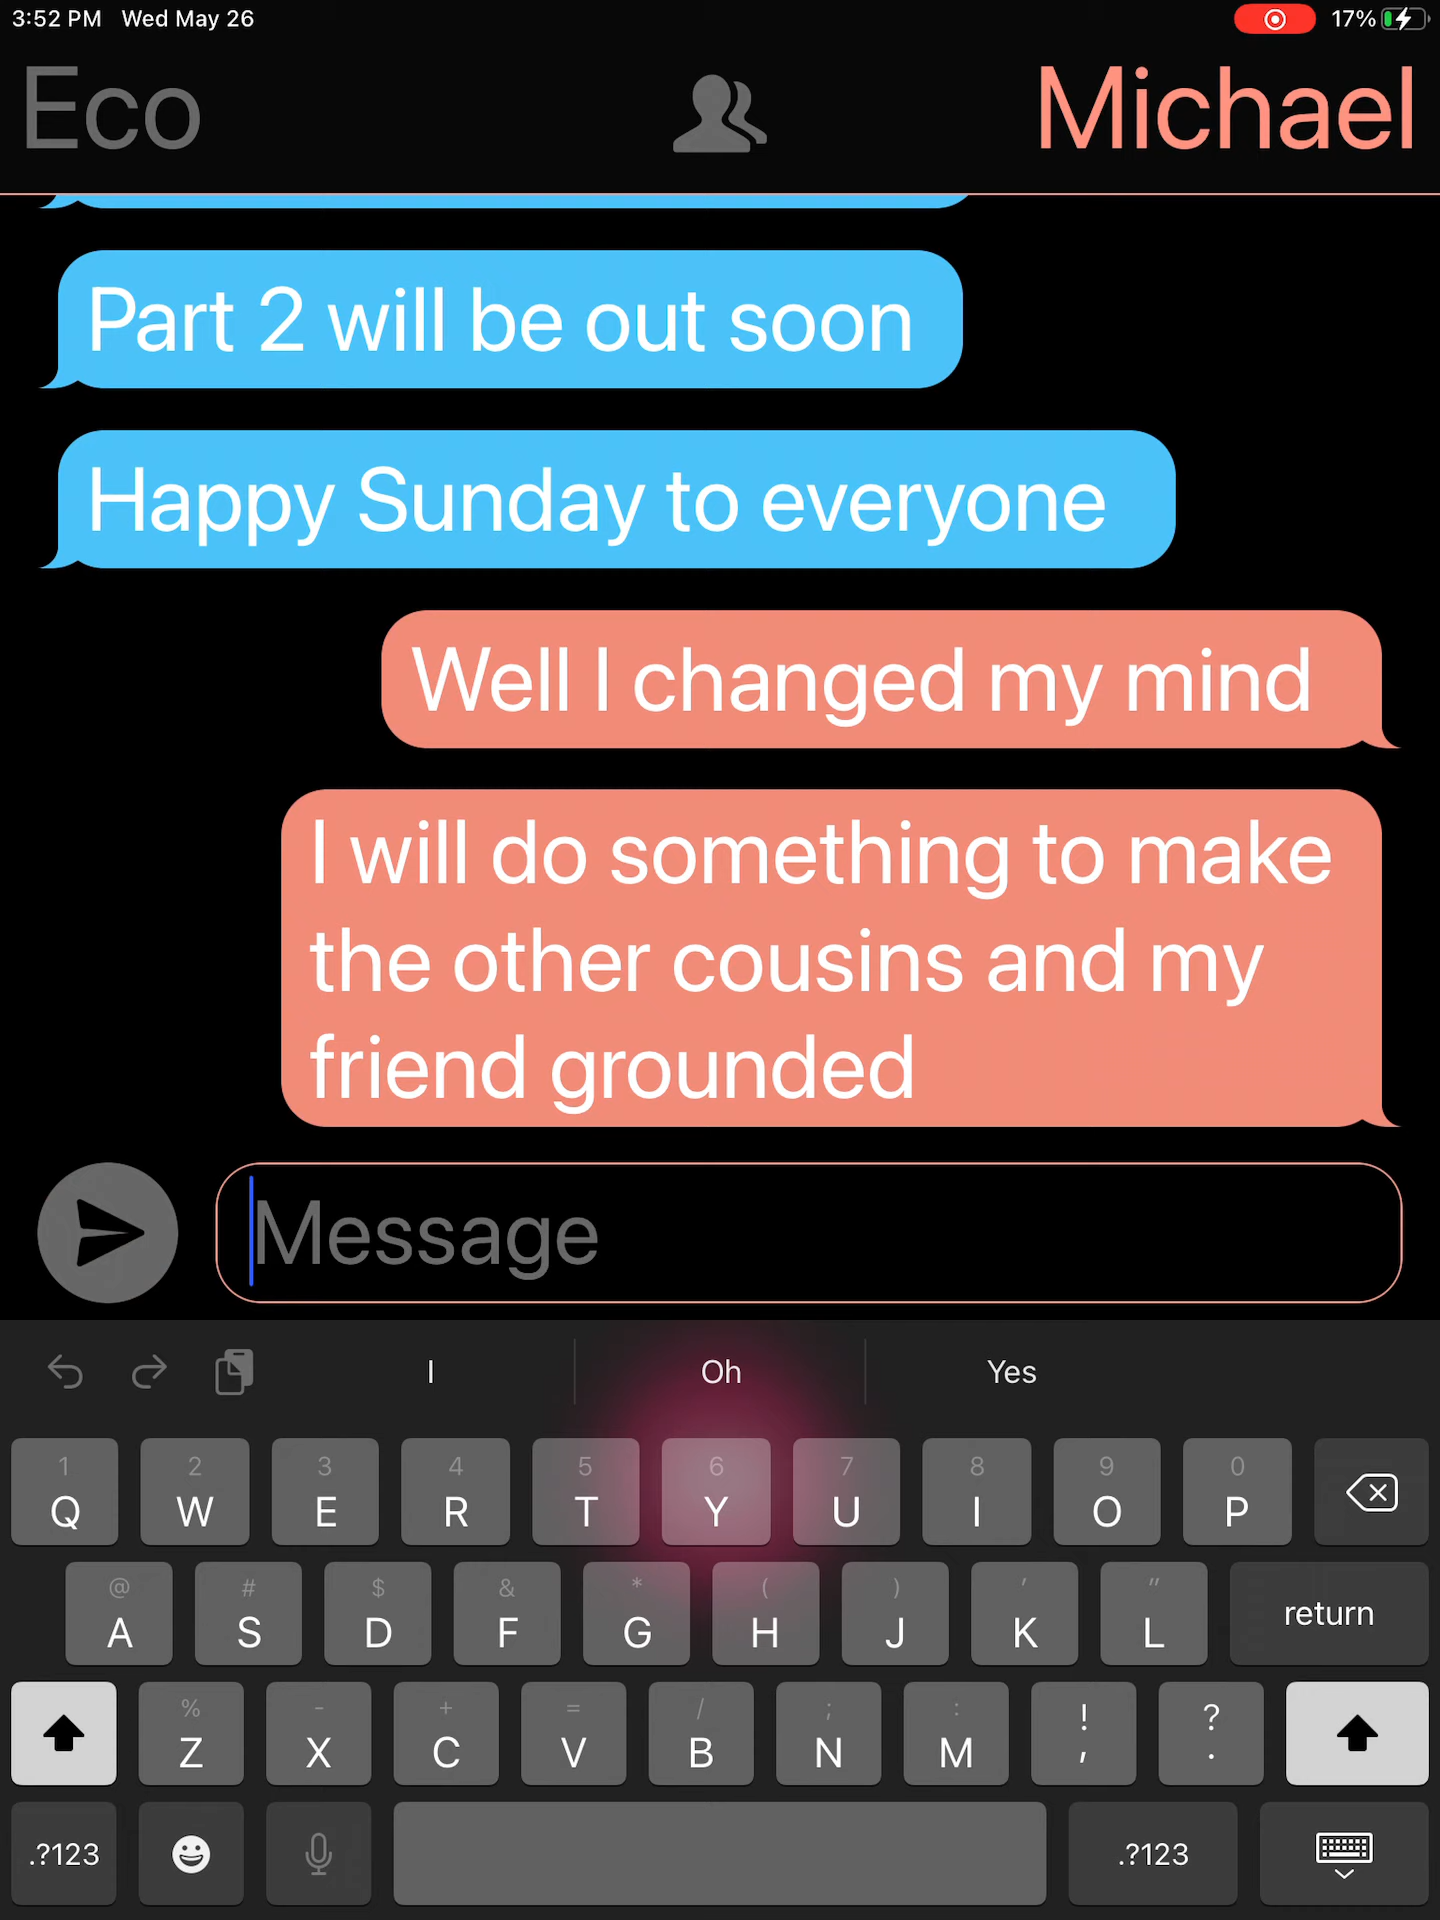 3:52 PM Wed May 26 17%
Eco Michael
Part 2 will be out soon
Happy Sunday to everyone
Well I changed my mind
I will do something to make
the other cousins and my
friend grounded
Message
I Oh Yes
1 2 3 4 5 6 7 8 9 0
Q W E R T Y U I O P
@ # $ & * ( ) ' "
A S D F G H J K L return
% - + = / ; : ! ?
Z X C V B N M , .
.?123 .?123